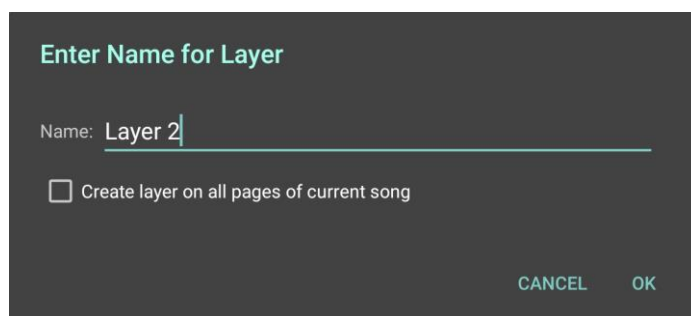 Enter Name for Layer
Name: Layer 2
Create layer on all pages of current song
CANCEL OK